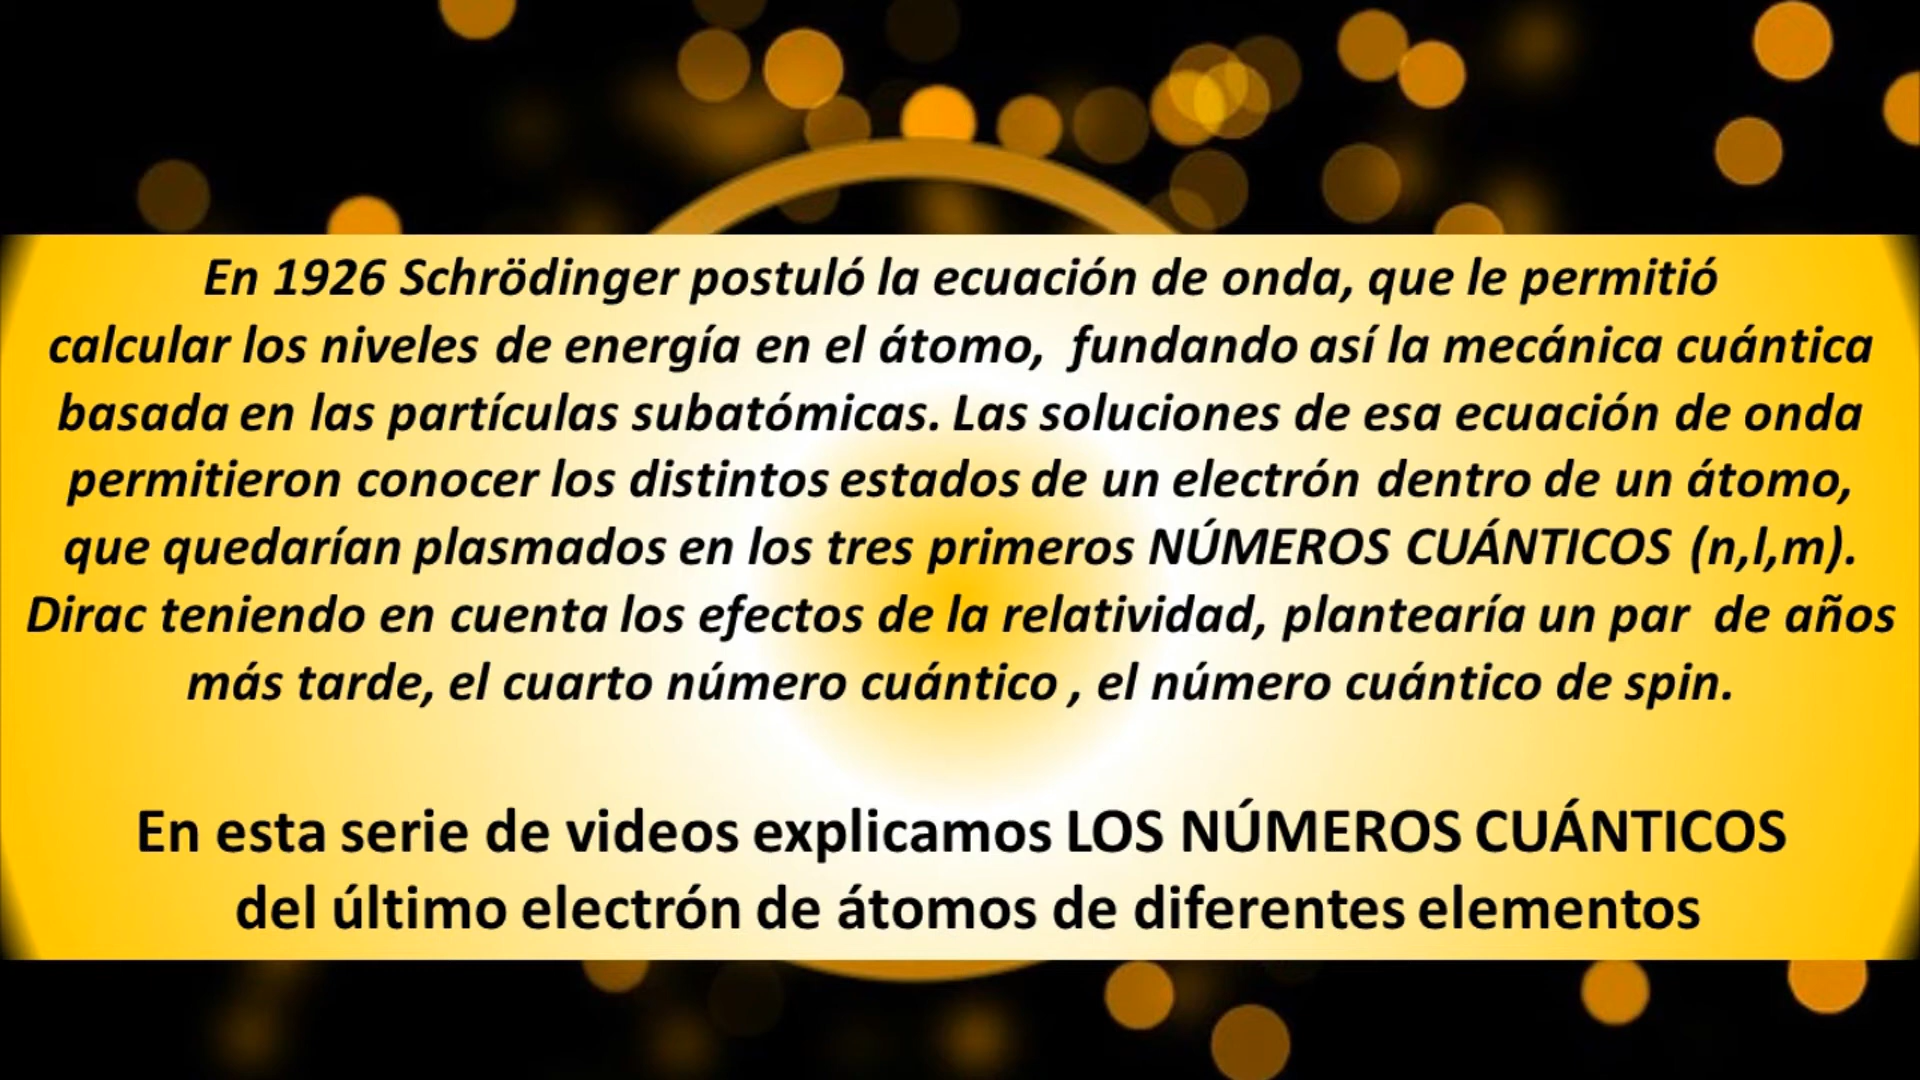 En 1926 Schrödinger postuló la ecuación de onda, que le permitió
calcular los niveles de energía en el átomo, fundando así la mecánica cuántica
basada en las partículas subatómicas. Las soluciones de esa ecuación de onda
permitieron conocer los distintos estados de un electrón dentro de un átomo,
que quedarían plasmados en los tres primeros NÚMEROS CUÁNTICOS (n,l,m).
Dirac teniendo en cuenta los efectos de la relatividad, plantearía un par de años
más tarde, el cuarto número cuántico , el número cuántico de spin.
En esta serie de videos explicamos LOS NÚMEROS CUÁNTICOS
del último electrón de átomos de diferentes elementos